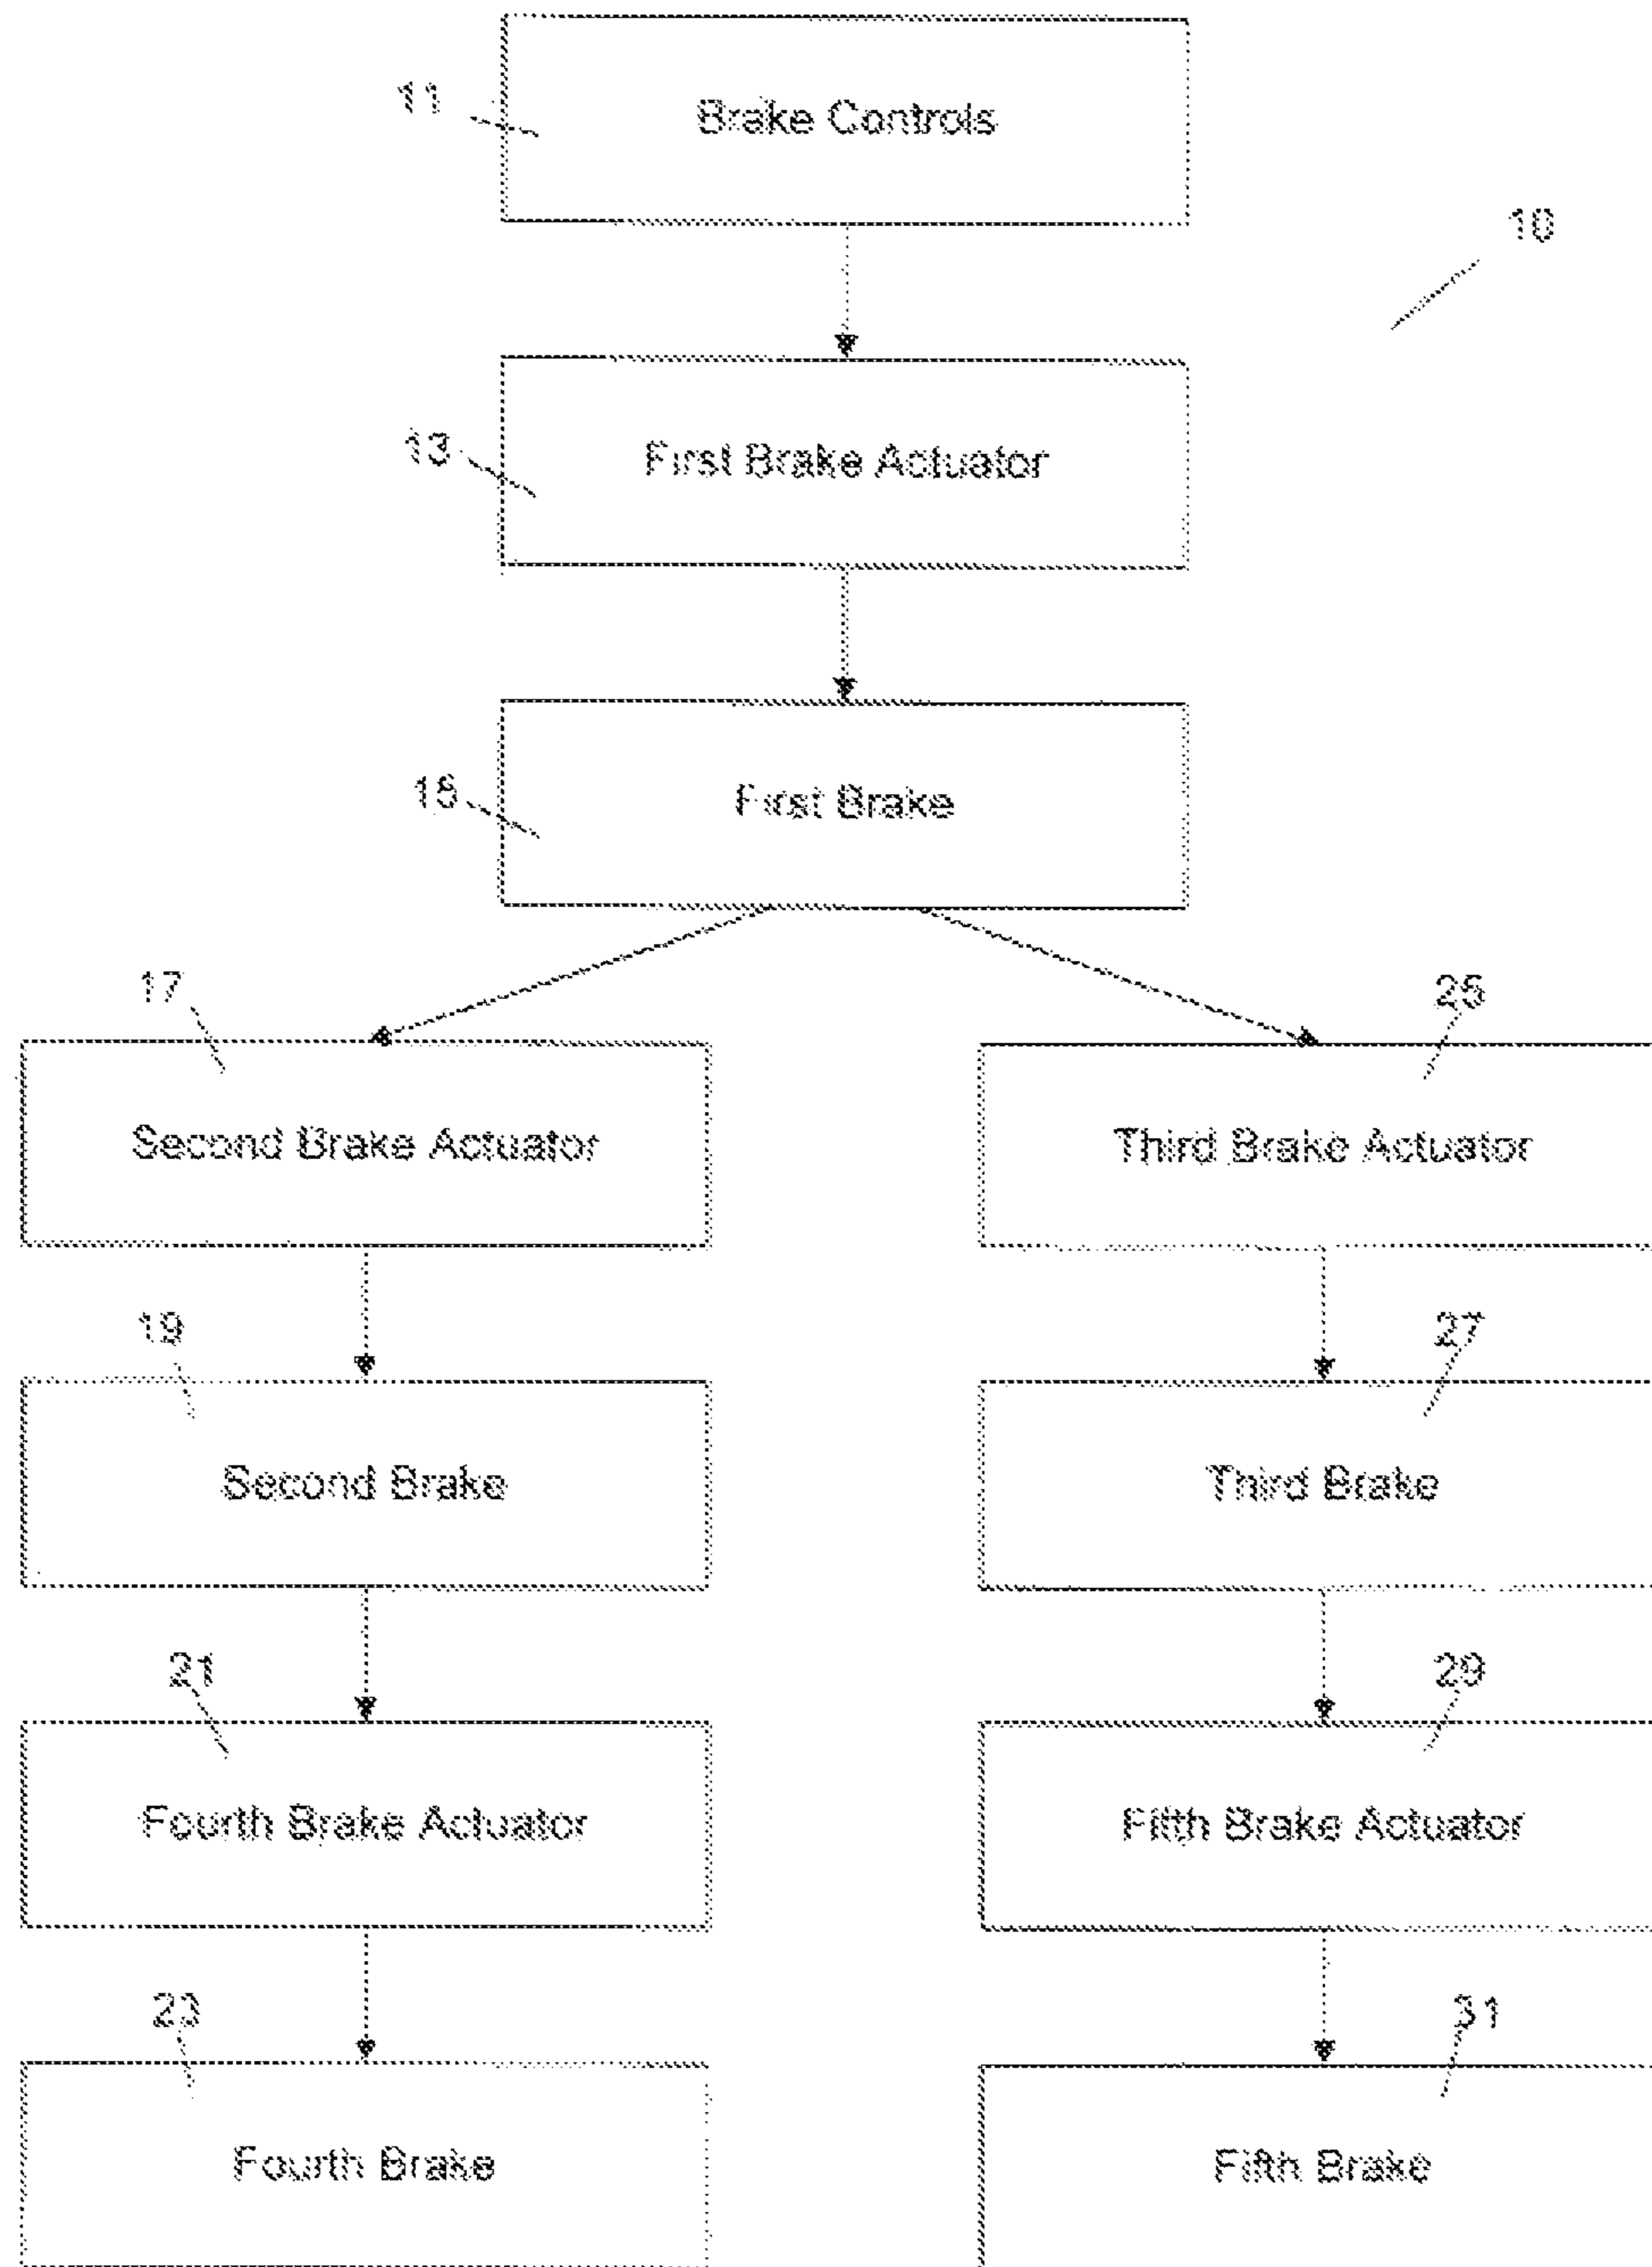 11
Brake Controls
10
13
First Brake Actuator
15
First Brake
17
25
Second Brake Actuator
Third Brake Actuator
19
27
Second Brake
Third Brake
21
29
Fourth Brake Actuator
Fifth Brake Actuator
23
31
Fourth Brake
Fifth Brake